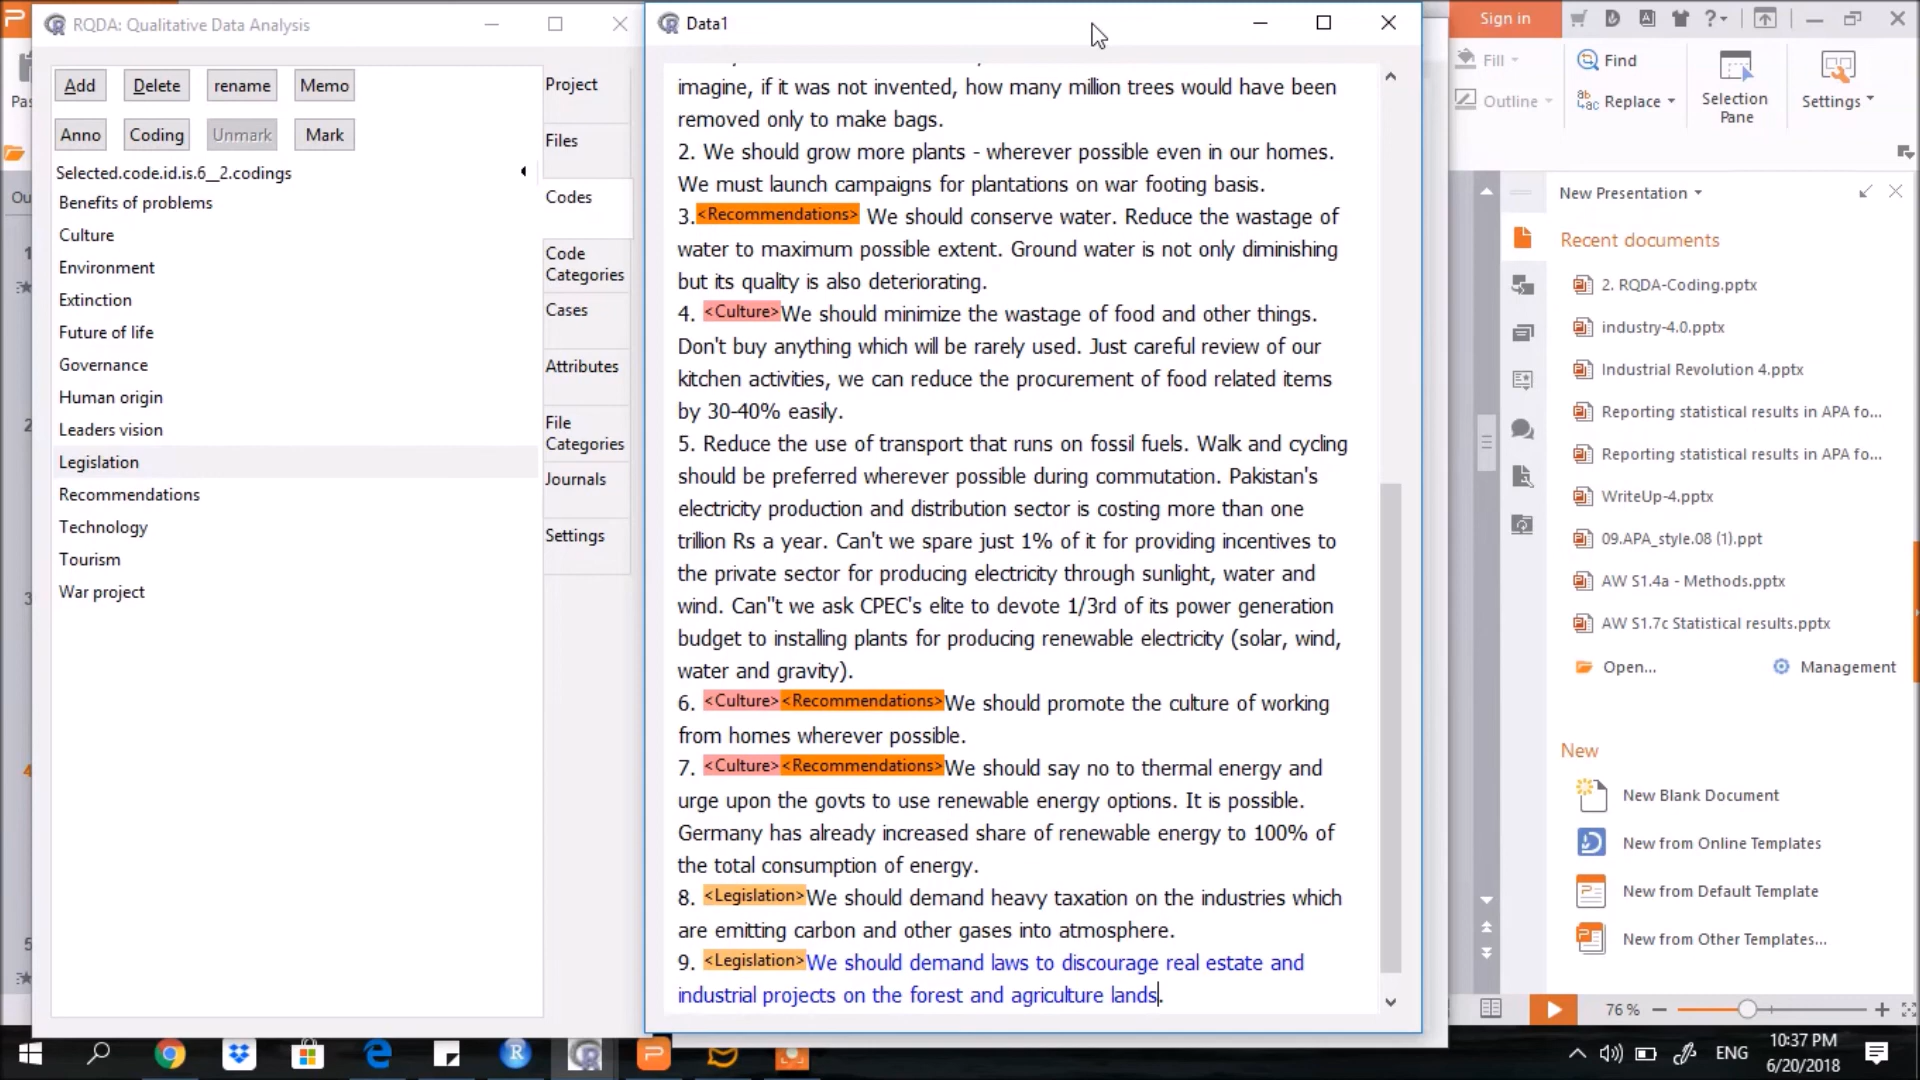 RQDA: Qualitative Data Analysis
Add Delete rename Memo
Anno Coding Unmark Mark
Selected.code.id.is.6__2.codings
Benefits of problems
Culture
Environment
Extinction
Future of life
Governance
Human origin
Leaders vision
Legislation
Recommendations
Technology
Tourism
War project
Project
Files
Codes
Code
Categories
Cases
Attributes
File
Categories
Journals
Settings
Data1
imagine, if it was not invented, how many million trees would have been
removed only to make bags.
2. We should grow more plants - wherever possible even in our homes.
We must launch campaigns for plantations on war footing basis.
3.<Recommendations> We should conserve water. Reduce the wastage of
water to maximum possible extent. Ground water is not only diminishing
but its quality is also deteriorating.
4. <Culture>We should minimize the wastage of food and other things.
Don't buy anything which will be rarely used. Just careful review of our
kitchen activities, we can reduce the procurement of food related items
by 30-40% easily.
5. Reduce the use of transport that runs on fossil fuels. Walk and cycling
should be preferred wherever possible during commutation. Pakistan's
electricity production and distribution sector is costing more than one
trillion Rs a year. Can't we spare just 1% of it for providing incentives to
the private sector for producing electricity through sunlight, water and
wind. Can"t we ask CPEC's elite to devote 1/3rd of its power generation
budget to installing plants for producing renewable electricity (solar, wind,
water and gravity).
6. <Culture><Recommendations>We should promote the culture of working
from homes wherever possible.
7. <Culture><Recommendations>We should say no to thermal energy and
urge upon the govts to use renewable energy options. It is possible.
Germany has already increased share of renewable energy to 100% of
the total consumption of energy.
8. <Legislation>We should demand heavy taxation on the industries which
are emitting carbon and other gases into atmosphere.
9. <Legislation>We should demand laws to discourage real estate and
industrial projects on the forest and agriculture lands.
Sign in
Fill Find
Outline Replace
Selection
Pane
Settings
New Presentation
Recent documents
2. RQDA-Coding.pptx
industry-4.0.pptx
Industrial Revolution 4.pptx
Reporting statistical results in APA fo...
Reporting statistical results in APA fo...
WriteUp-4.pptx
09.APA_style.08 (1).ppt
AW S1.4a - Methods.pptx
AW S1.7c Statistical results.pptx
Open... Management
New
New Blank Document
New from Online Templates
New from Default Template
New from Other Templates...
76 %
ENG
10:37 PM
6/20/2018